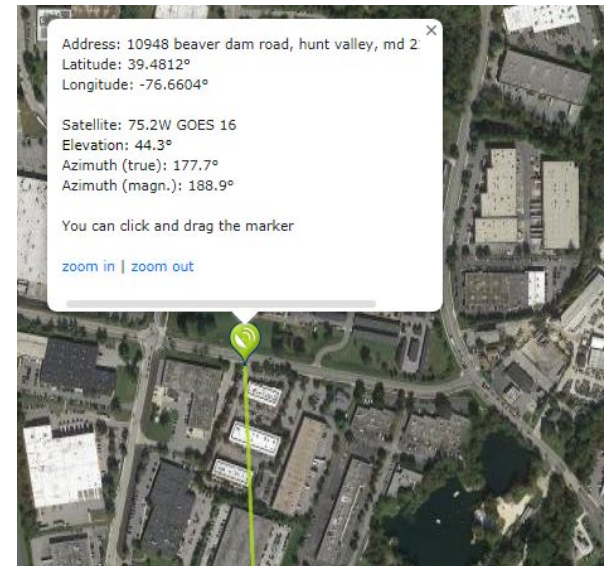 Address: 10948 beaver dam road, hunt valley, md 2
Latitude: 39.4812°
Longitude: -76.6604°
Satellite: 75.2W GOES 16
Elevation: 44.3°
Azimuth (true): 177.7°
Azimuth (magn.): 188.9°
You can click and drag the marker
zoom in | zoom out